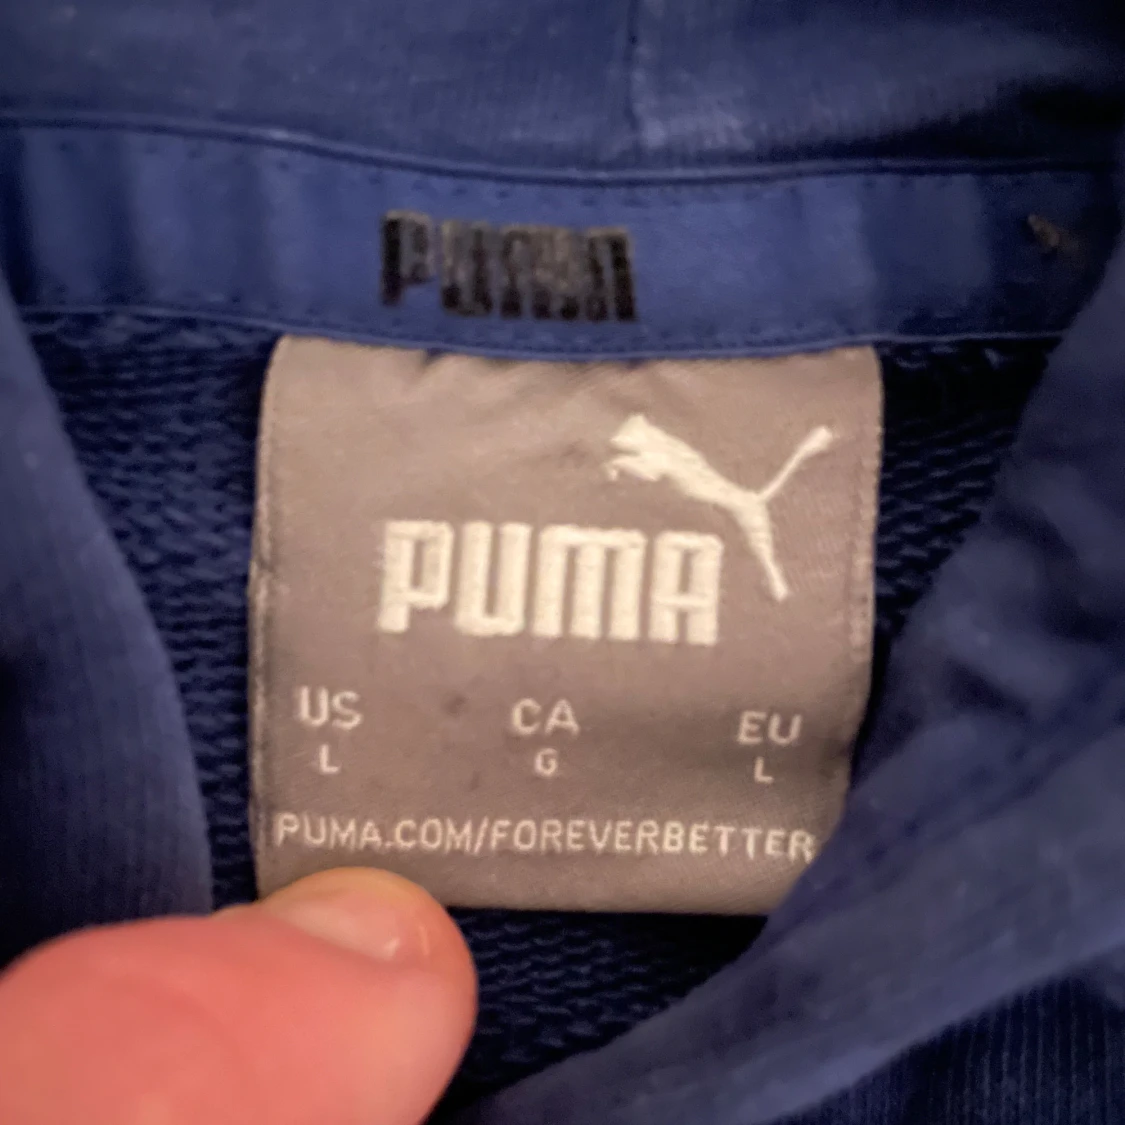 PUMA
PUMA
US CA EU
L G L
PUMA.COM/FOREVERBETTER